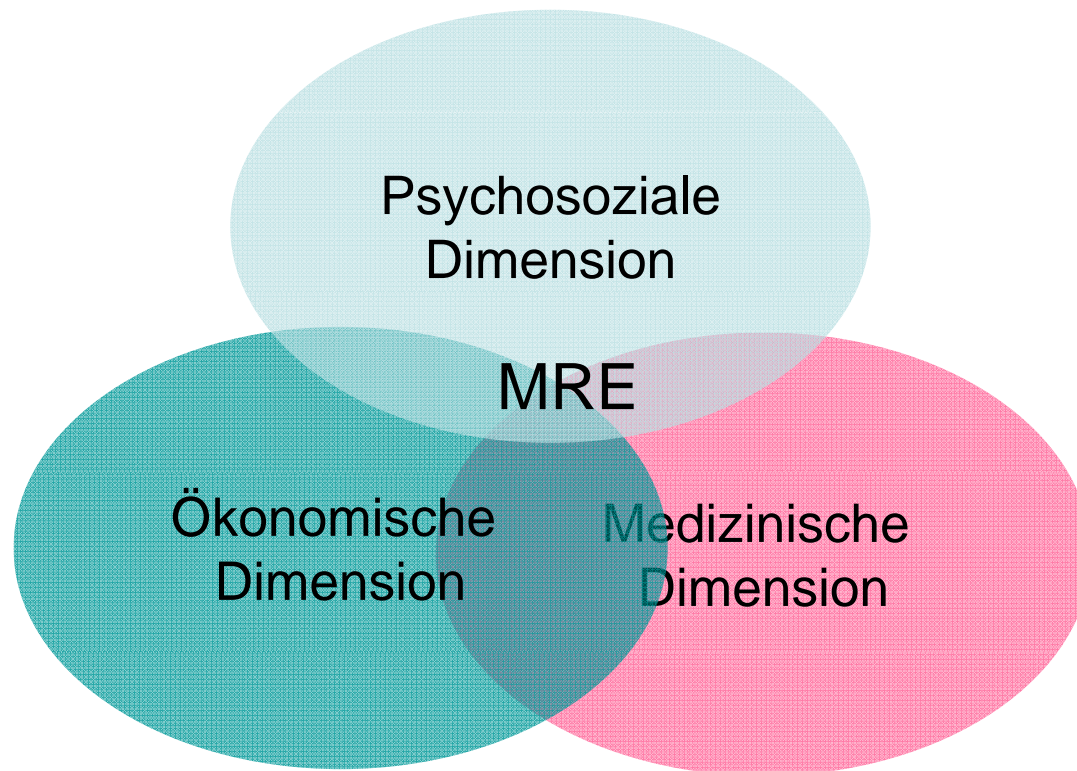 Psychosoziale
Dimension
MRE
Ökonomische
Dimension
Medizinische
Dimension